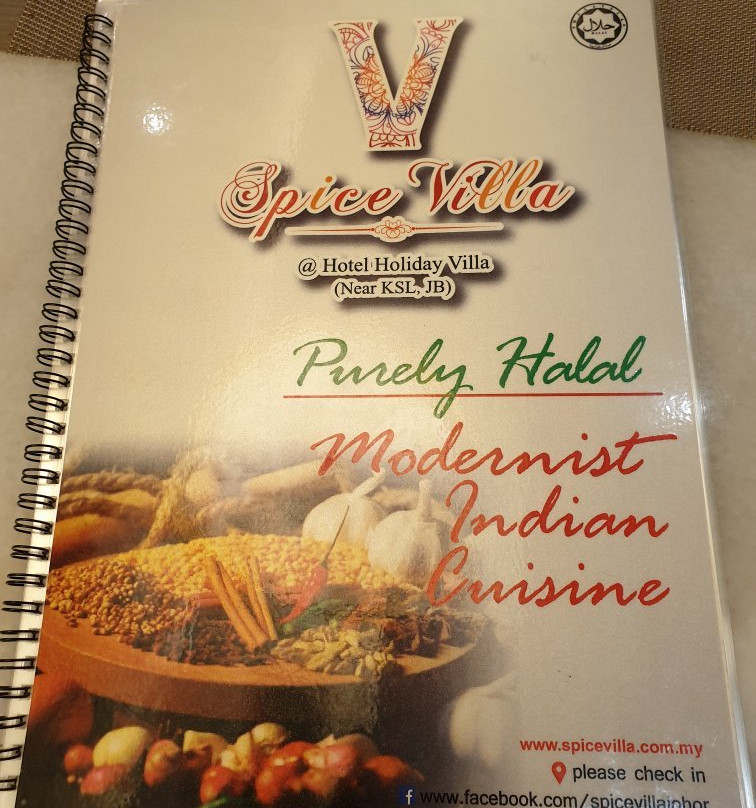 V
Spice Villa
@ Hotel Holiday Villa
(Near KSL, JB)
Purely Halal
Modernist
Indian
Cuisine
www.spicevilla.com.my
please check in
www.facebook.com/spicevillajohor
حلال